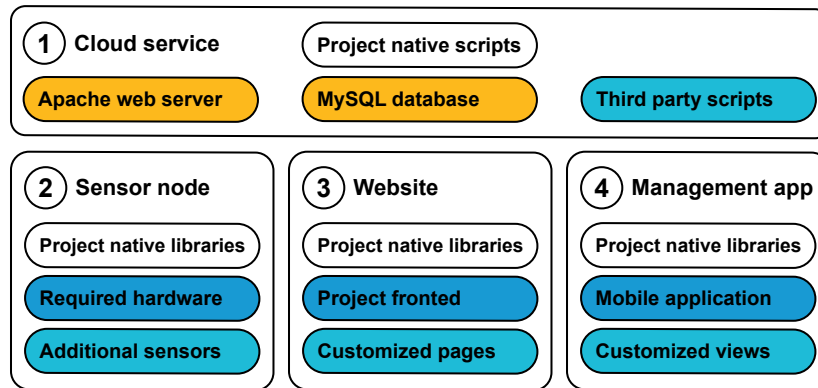 1 Cloud service
Project native scripts
Apache web server
MySQL database
Third party scripts
2 Sensor node
Project native libraries
Required hardware
Additional sensors
3 Website
Project native libraries
Project fronted
Customized pages
4 Management app
Project native libraries
Mobile application
Customized views